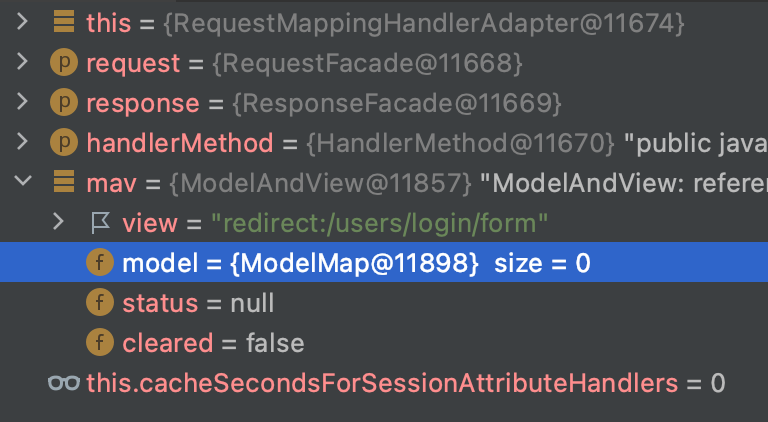 this = {RequestMappingHandlerAdapter@11674}
p request = {RequestFacade@11668}
p response = {ResponseFacade@11669}
p handlerMethod = {HandlerMethod@11670} "public java
mav = {ModelAndView@11857} "ModelAndView: refere
view = "redirect:/users/login/form"
f model = {ModelMap@11898} size = 0
f status = null
f cleared = false
this.cacheSecondsForSessionAttributeHandlers = 0